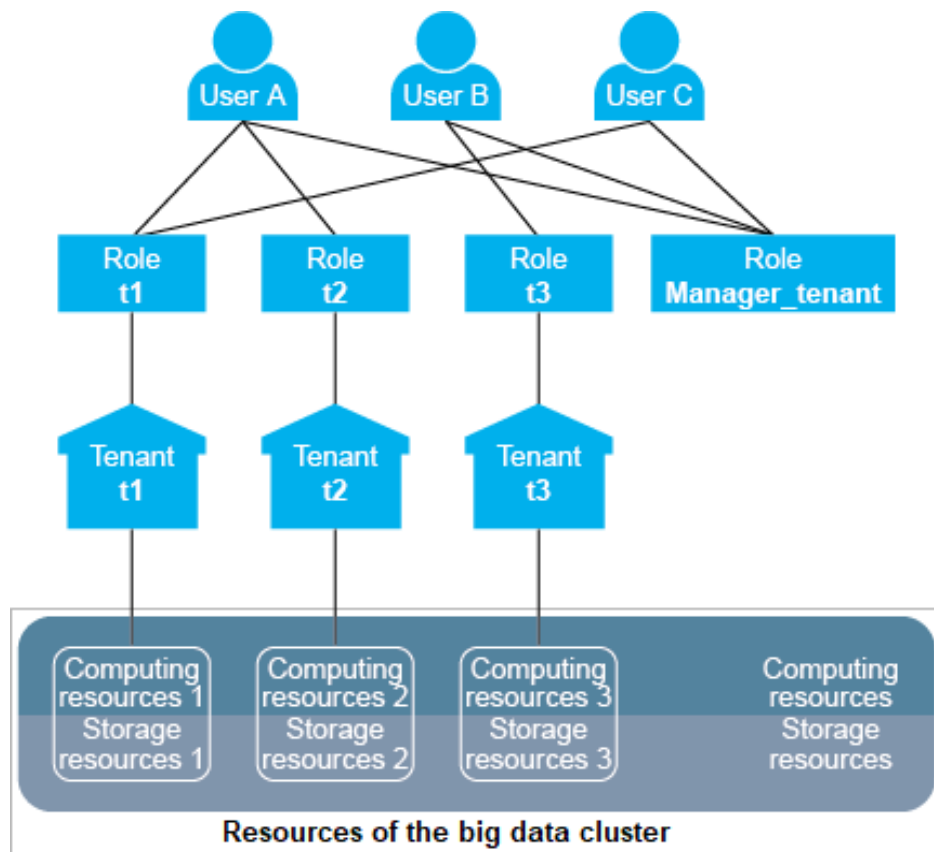 User A
User B
User C
Role
t1
Role
t2
Role
t3
Role
Manager_tenant
Tenant
t1
Tenant
t2
Tenant
t3
Computing
resources 1
Storage
resources 1
Computing
resources 2
Storage
resources 2
Computing
resources 3
Storage
resources 3
Computing
resources
Storage
resources
Resources of the big data cluster